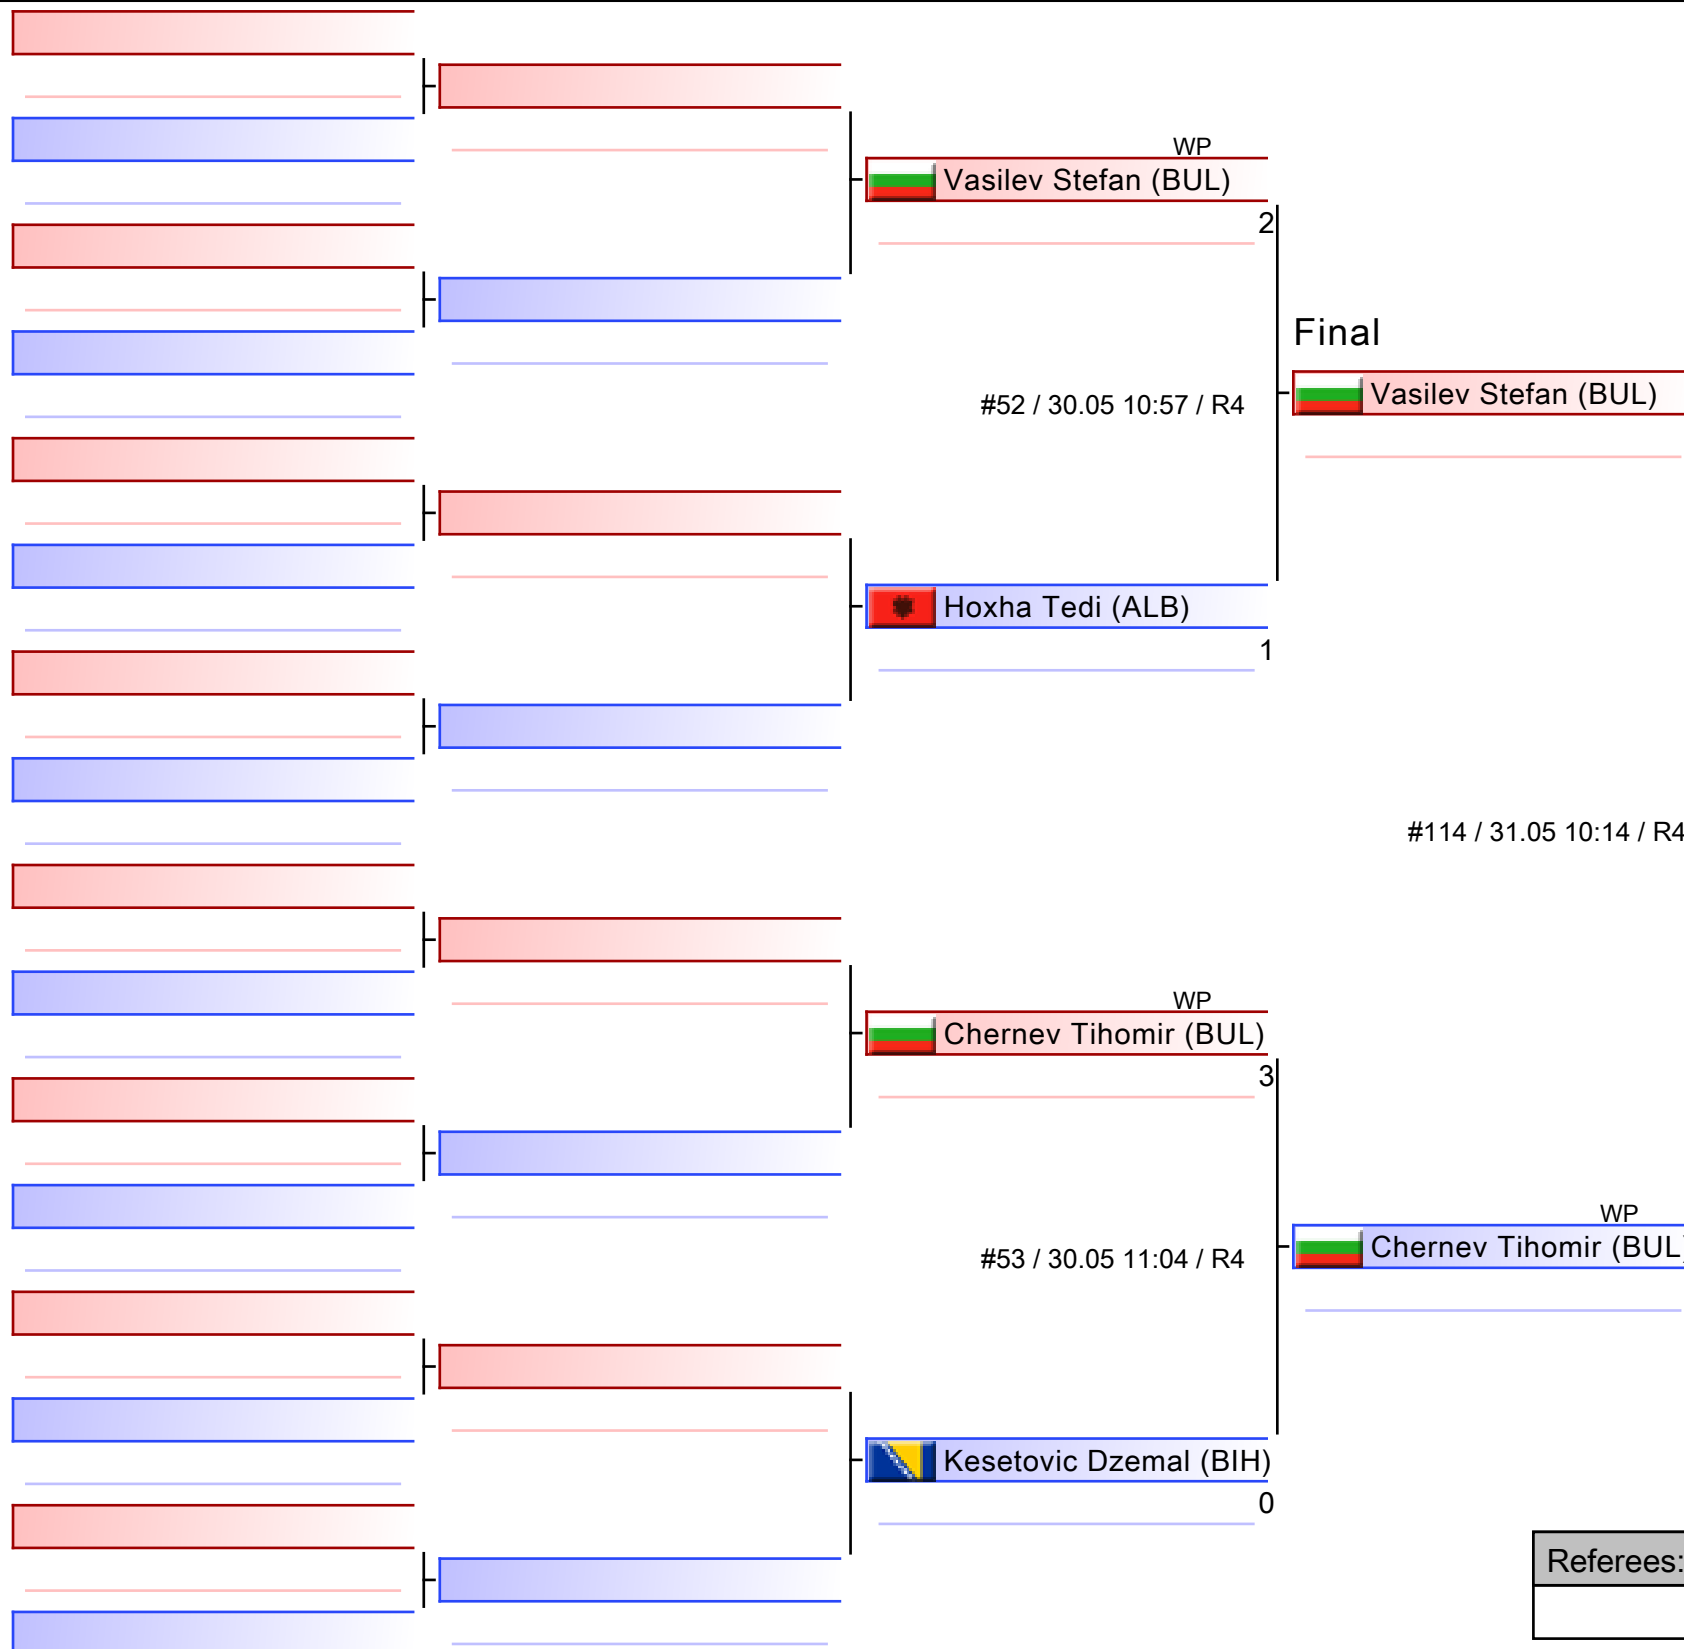 WP
Vasilev Stefan (BUL)
2
Final
#52 / 30.05 10:57 / R4
Vasilev Stefan (BUL)
Hoxha Tedi (ALB)
1
#114 / 31.05 10:14 / R4
WP
Chernev Tihomir (BUL)
3
WP
#53 / 30.05 11:04 / R4
Chernev Tihomir (BUL)
Kesetovic Dzemal (BIH)
0
Referees: